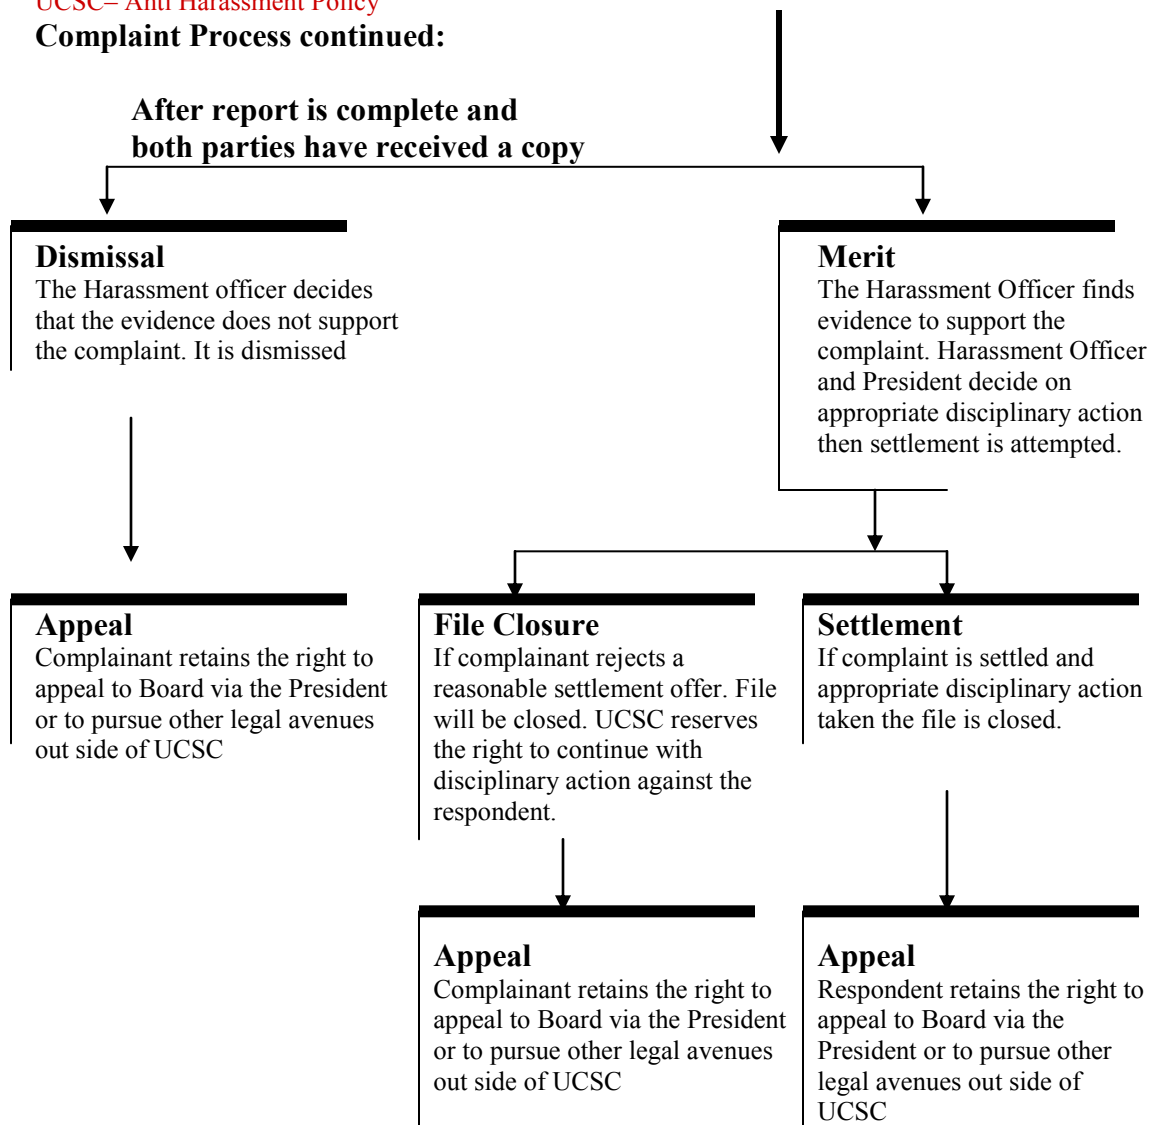 UCSC– Anti Harassment Policy
Complaint Process continued:
After report is complete and
both parties have received a copy
Dismissal
The Harassment officer decides
that the evidence does not support
the complaint. It is dismissed
Merit
The Harassment Officer finds
evidence to support the
complaint. Harassment Officer
and President decide on
appropriate disciplinary action
then settlement is attempted.
Appeal
Complainant retains the right to
appeal to Board via the President
or to pursue other legal avenues
out side of UCSC
File Closure
If complainant rejects a
reasonable settlement offer. File
will be closed. UCSC reserves
the right to continue with
disciplinary action against the
respondent.
Settlement
If complaint is settled and
appropriate disciplinary action
taken the file is closed.
Appeal
Complainant retains the right to
appeal to Board via the President
or to pursue other legal avenues
out side of UCSC
Appeal
Respondent retains the right to
appeal to Board via the
President or to pursue other
legal avenues out side of
UCSC